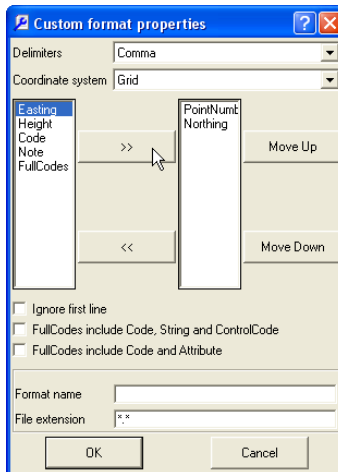 Custom format properties
Delimiters Comma
Coordinate system Grid
Easting
Height
Code
Note
FullCodes
>>
<<
PointNumb
Northing
Move Up
Move Down
Ignore first line
FullCodes include Code, String and ControlCode
FullCodes include Code and Attribute
Format name
File extension *.*
OK Cancel